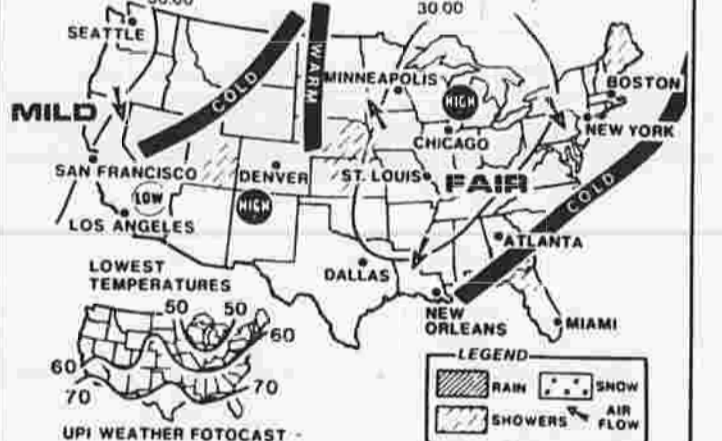 30.00
SEATTLE
COLD
WARM
MINNEAPOLIS
HIGH
BOSTON
MILD
NEW YORK
CHICAGO
SAN FRANCISCO
DENVER
ST. LOUIS
FAIR
LOW
HIGH
COLD
LOS ANGELES
ATLANTA
DALLAS
NEW
ORLEANS
MIAMI
LOWEST
TEMPERATURES
50
50
60
60
70
70
LEGEND
RAIN
SNOW
SHOWERS
AIR
FLOW
UPI WEATHER FOTOCAST